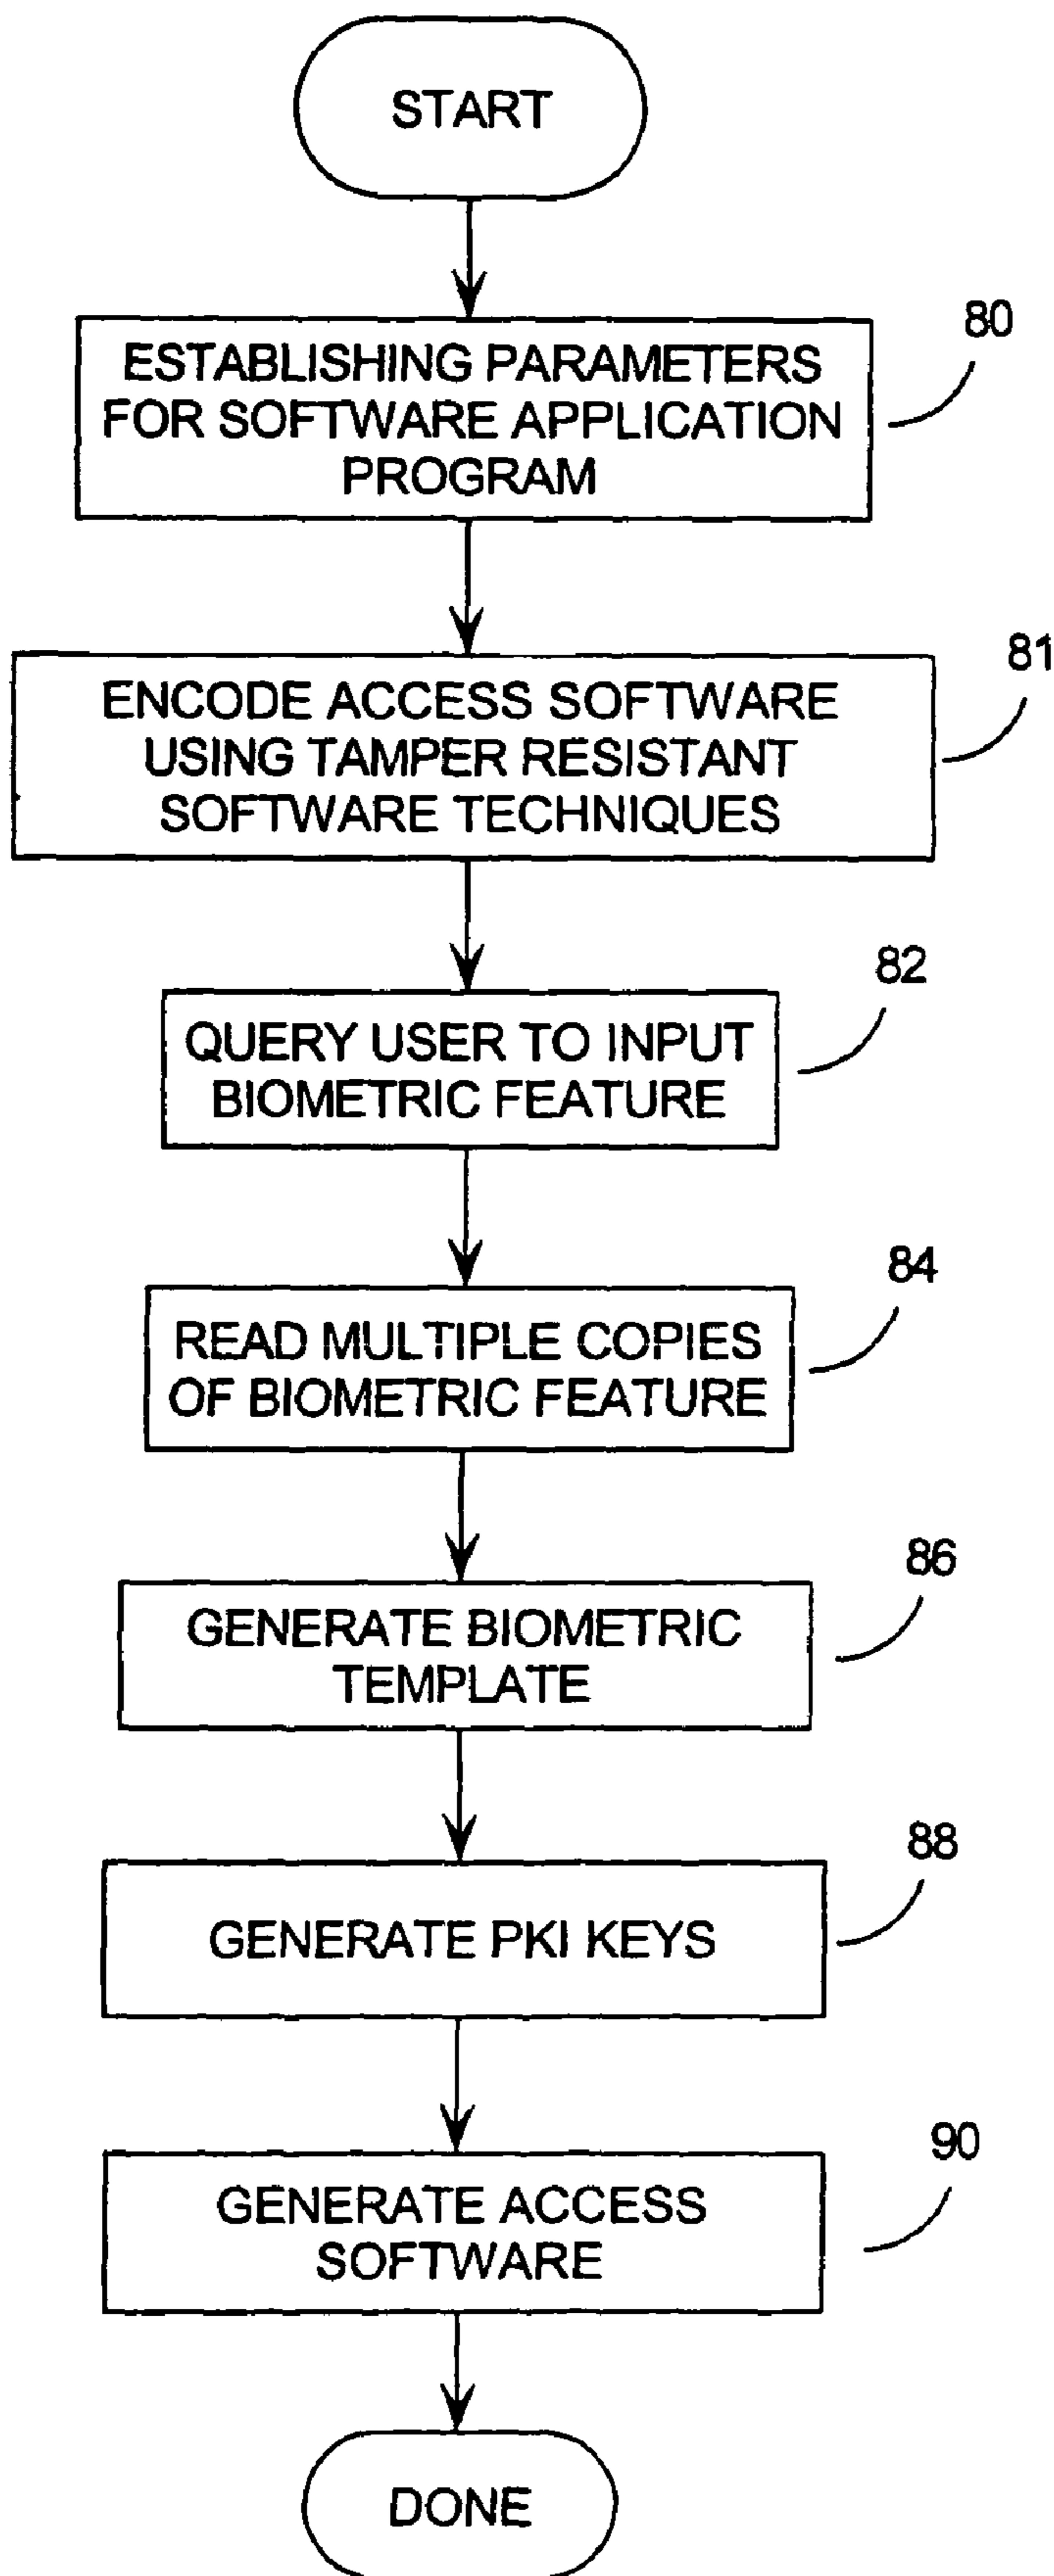 START
80
ESTABLISHING PARAMETERS
FOR SOFTWARE APPLICATION
PROGRAM
81
ENCODE ACCESS SOFTWARE
USING TAMPER RESISTANT
SOFTWARE TECHNIQUES
82
QUERY USER TO INPUT
BIOMETRIC FEATURE
84
READ MULTIPLE COPIES
OF BIOMETRIC FEATURE
86
GENERATE BIOMETRIC
TEMPLATE
88
GENERATE PKI KEYS
90
GENERATE ACCESS
SOFTWARE
DONE